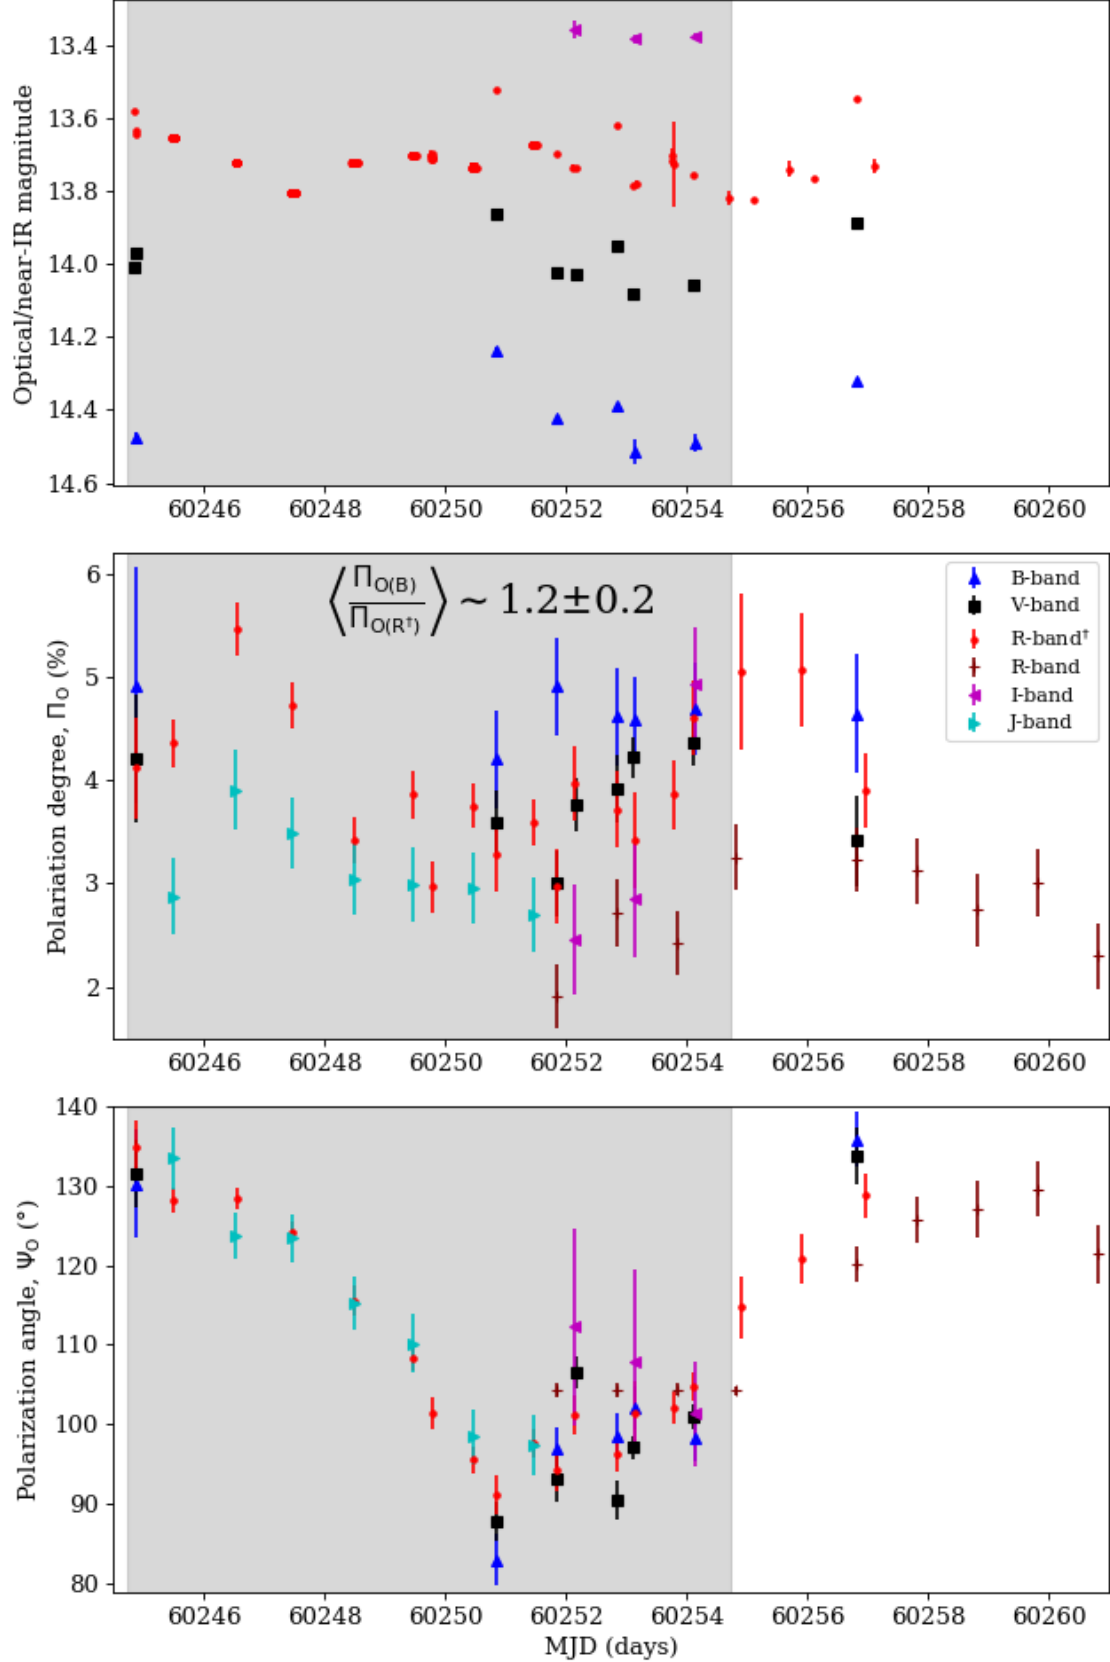 Optical/near-IR magnitude
13.4
13.6
13.8
14.0
14.2
14.4
14.6
60246 60248 60250 60252 60254 60256 60258 60260
Polariation degree, Π_O (%)
6
5
4
3
2
⟨Π_O(B)/Π_O(R†)⟩ ~ 1.2±0.2
B-band
V-band
R-band†
R-band
I-band
J-band
60246 60248 60250 60252 60254 60256 60258 60260
Polarization angle, Ψ_O (°)
140
130
120
110
100
90
80
60246 60248 60250 60252 60254 60256 60258 60260
MJD (days)